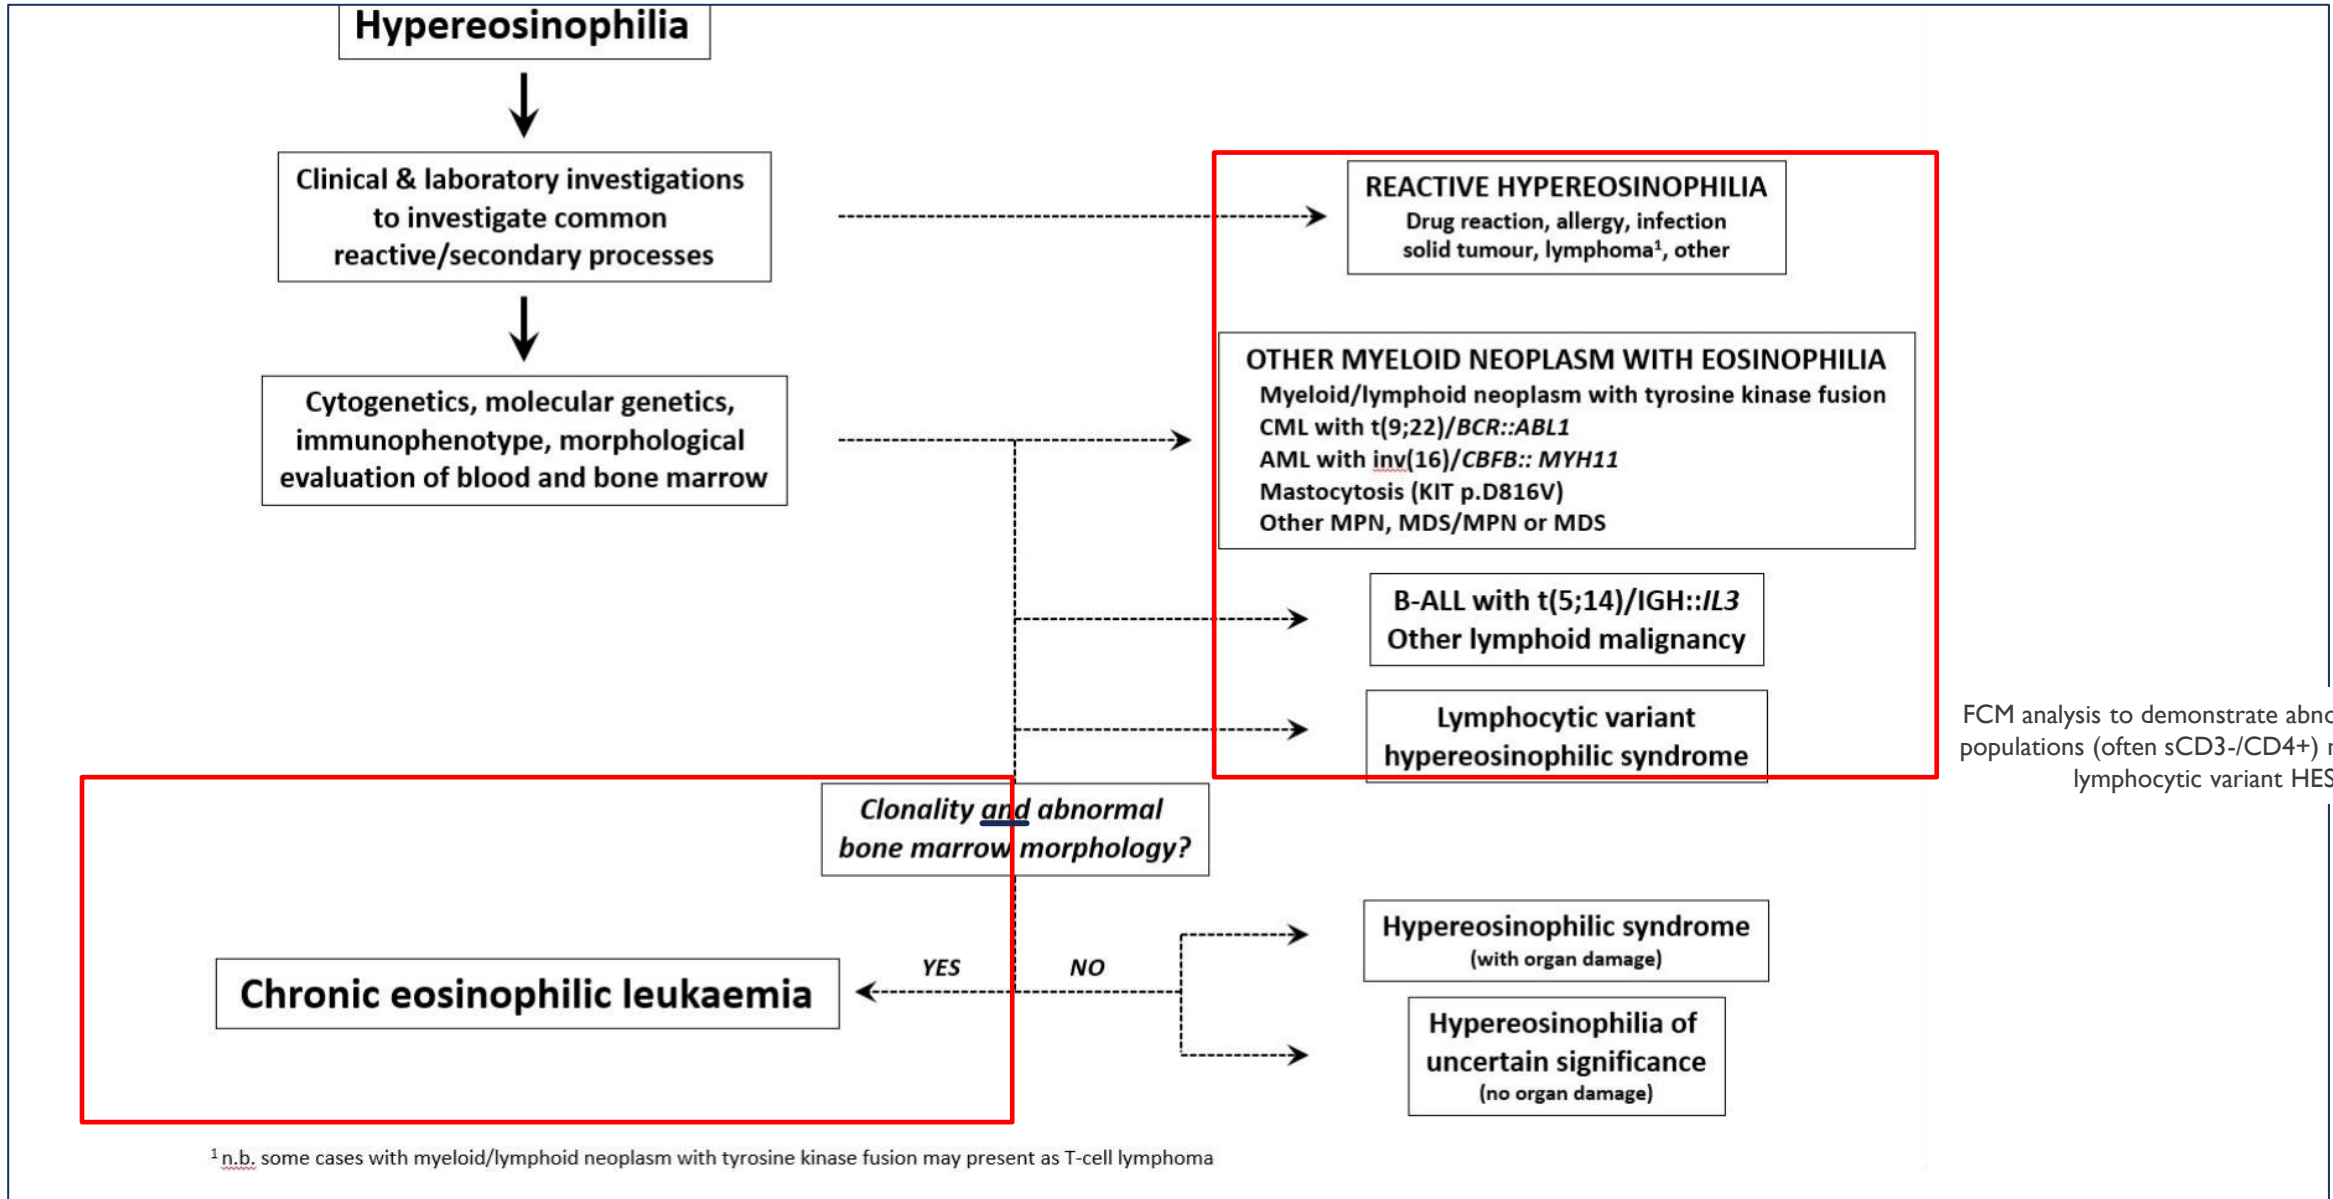 Hypereosinophilia
Clinical & laboratory investigations
to investigate common
reactive/secondary processes
REACTIVE HYPEREOSINOPHILIA
Drug reaction, allergy, infection
solid tumour, lymphoma¹, other
Cytogenetics, molecular genetics,
immunophenotype, morphological
evaluation of blood and bone marrow
OTHER MYELOID NEOPLASM WITH EOSINOPHILIA
Myeloid/lymphoid neoplasm with tyrosine kinase fusion
CML with t(9;22)/BCR::ABL1
AML with inv(16)/CBFB:: MYH11
Mastocytosis (KIT p.D816V)
Other MPN, MDS/MPN or MDS
B-ALL with t(5;14)/IGH::IL3
Other lymphoid malignancy
Lymphocytic variant
hypereosinophilic syndrome
FCM analysis to demonstrate
populations (often sCD3-/CD4+)
lymphocytic variant HES
Clonality and abnormal
bone marrow morphology?
YES
NO
Chronic eosinophilic leukaemia
Hypereosinophilic syndrome
(with organ damage)
Hypereosinophilia of
uncertain significance
(no organ damage)
¹ n.b. some cases with myeloid/lymphoid neoplasm with tyrosine kinase fusion may present as T-cell lymphoma